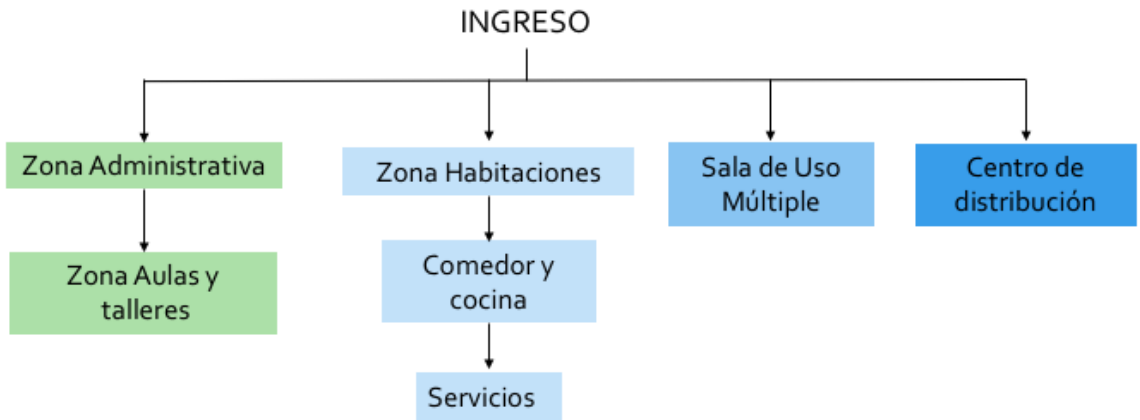 INGRESO
Zona Administrativa
Zona Habitaciones
Sala de Uso
Múltiple
Centro de
distribución
Zona Aulas y
talleres
Comedor y
cocina
Servicios